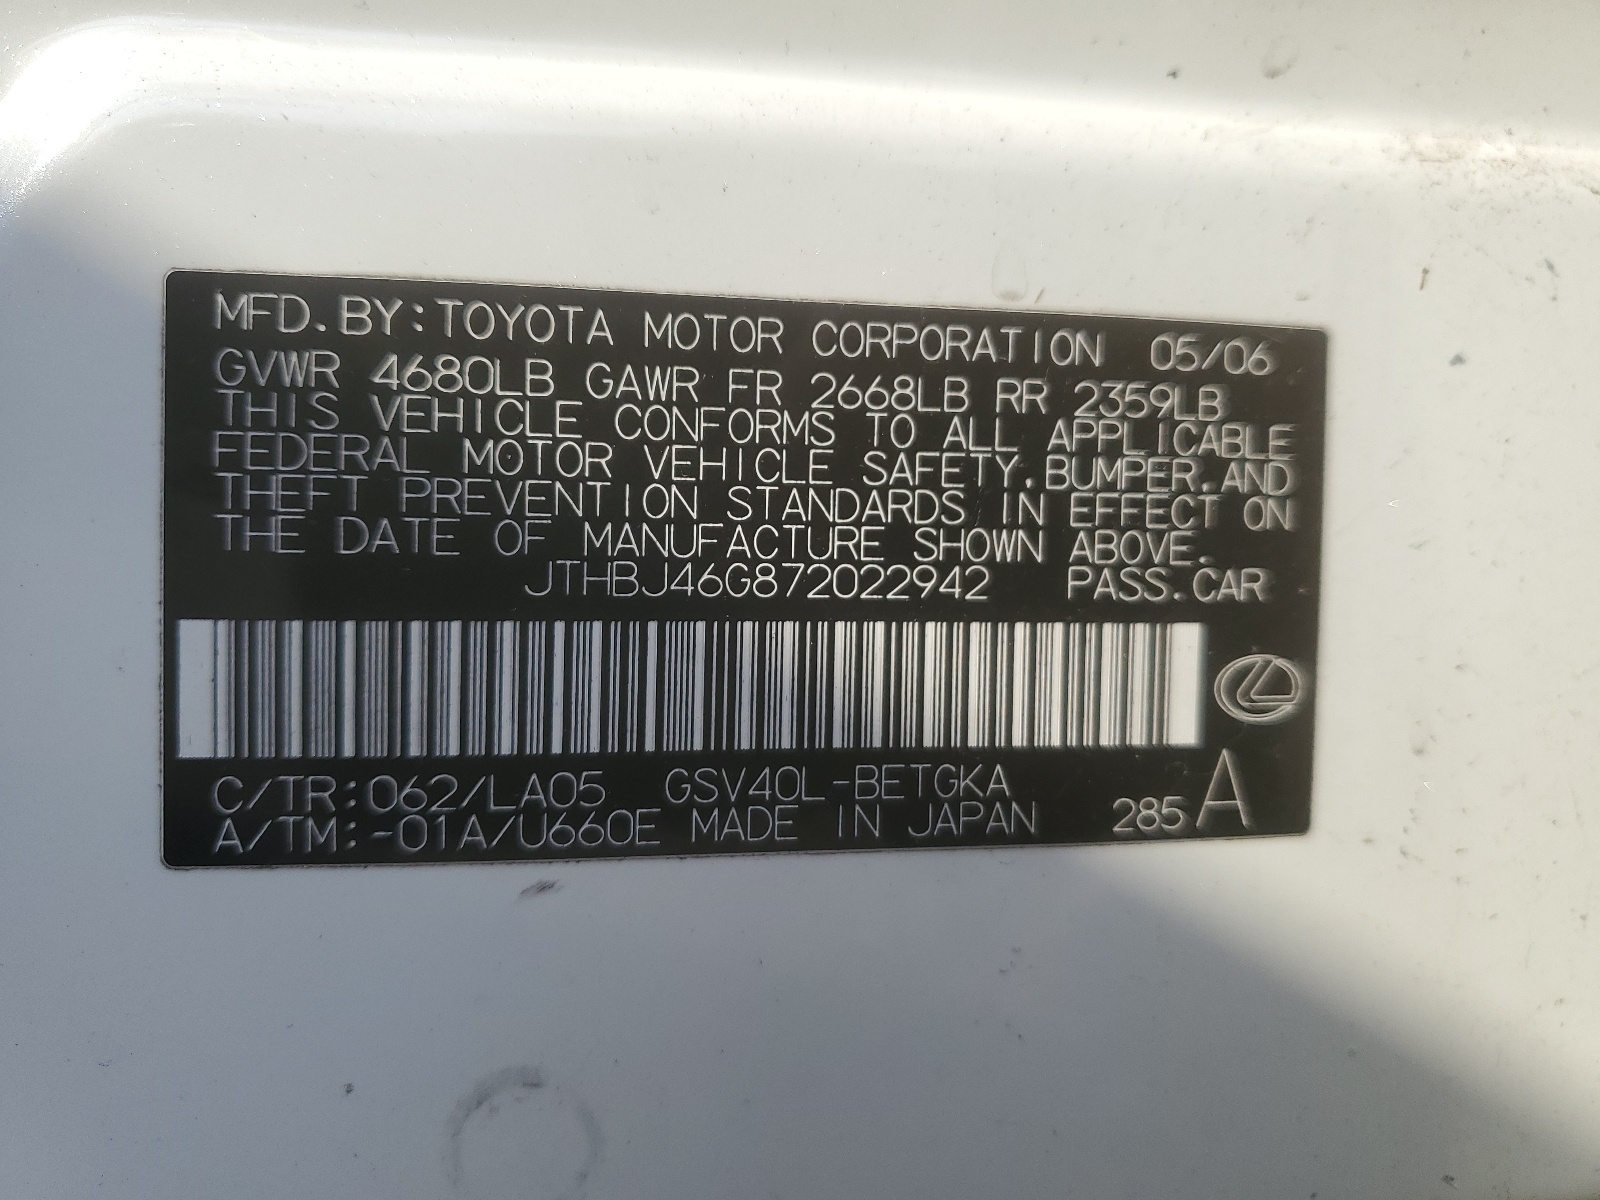 MFD. BY: TOYOTA MOTOR CORPORATION 05/06
GVWR 4680LB GAWR FR 2668LB RR 2359LB
THIS VEHICLE CONFORMS TO ALL APPLICABLE
FEDERAL MOTOR VEHICLE SAFETY, BUMPER, AND
THEFT PREVENTION STANDARDS IN EFFECT ON
THE DATE OF MANUFACTURE SHOWN ABOVE.
JTHBJ46G872022942 PASS. CAR
C/TR: 062/LA05 GSV40L-BETGKA
A/TM: -01A/U660E MADE IN JAPAN 285 A